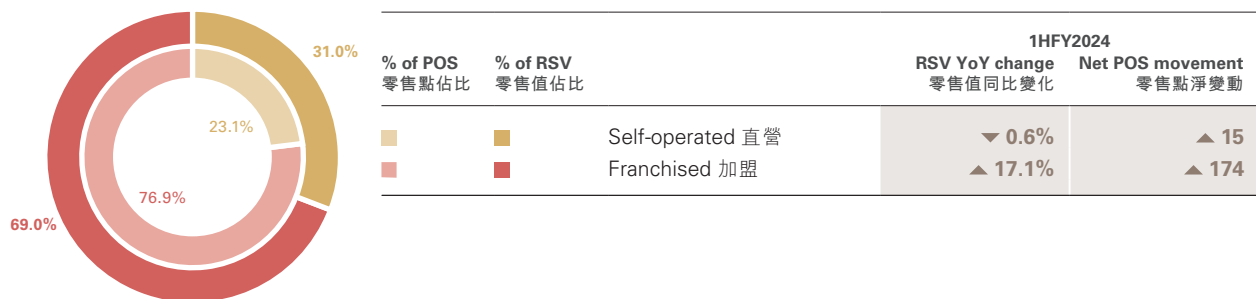 31.0%
23.1%
76.9%
69.0%
1HFY2024
% of POS % of RSV RSV Yoy change Net POS movement
零售點佔比 零售值佔比 零售值同比變化 零售點淨變動
Self-operated 直營 ▼ 0.6% ▲ 15
Franchised 加盟 ▲ 17.1% ▲ 174